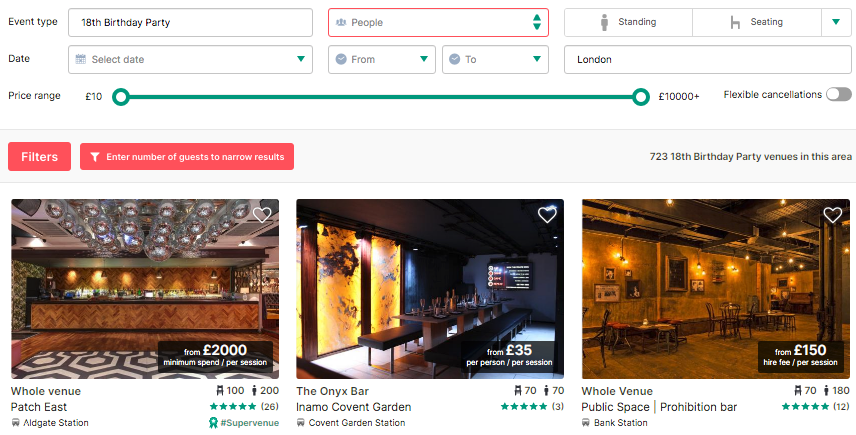 Event type 18th Birthday Party People Standing Seating
Date Select date From To London
Price range £10 £10000+ Flexible cancellations
Filters Enter number of guests to narrow results 723 18th Birthday Party venues in this area
from £2000
minimum spend / per session
from £35
per person / per session
from £150
hire fee / per session
Whole venue 100 200
Patch East (26)
Aldgate Station #Supervenue
The Onyx Bar 70 70
Inamo Covent Garden (3)
Covent Garden Station
Whole Venue 70 180
Public Space | Prohibition bar (12)
Bank Station